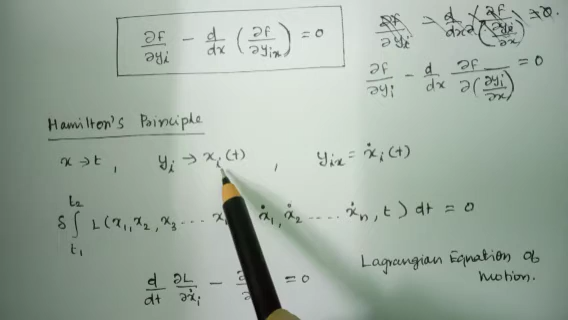 ∂f/∂yi − d/dx (∂f/∂yix) = 0
∂f/∂yi − d/dx ∂f/∂(∂yi/∂x) = 0
Hamilton's Principle
x → t, yi → xi(t), yix = ẋi(t)
δ∫t1^t2 L(x1, x2, x3 .... ẋ1, ẋ2 ..... ẋn, t) dt = 0
d/dt ∂L/∂ẋi − = 0
Lagrangian Equation of
motion.